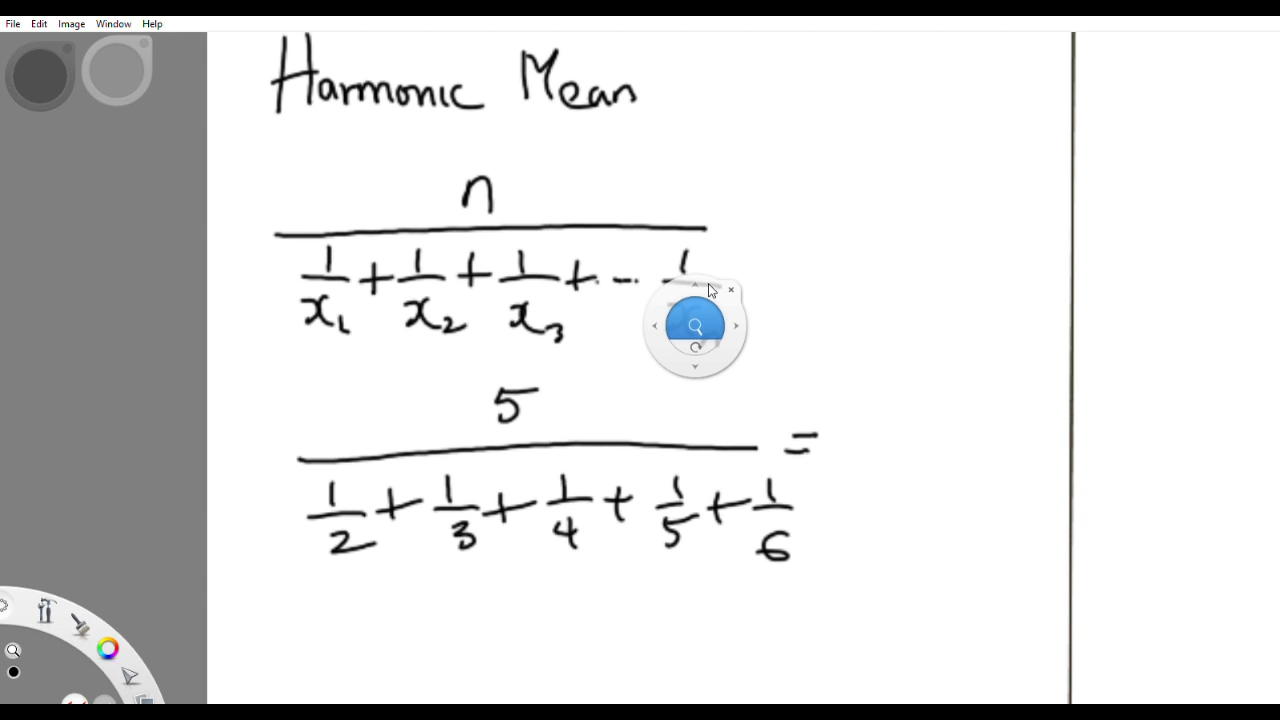 File Edit Image Window Help
Harmonic Mean
n
1 + 1 + 1 + -- 1
x₁ x₂ x₃
5
=
1 + 1 + 1 + 1 + 1
2 3 4 5 6